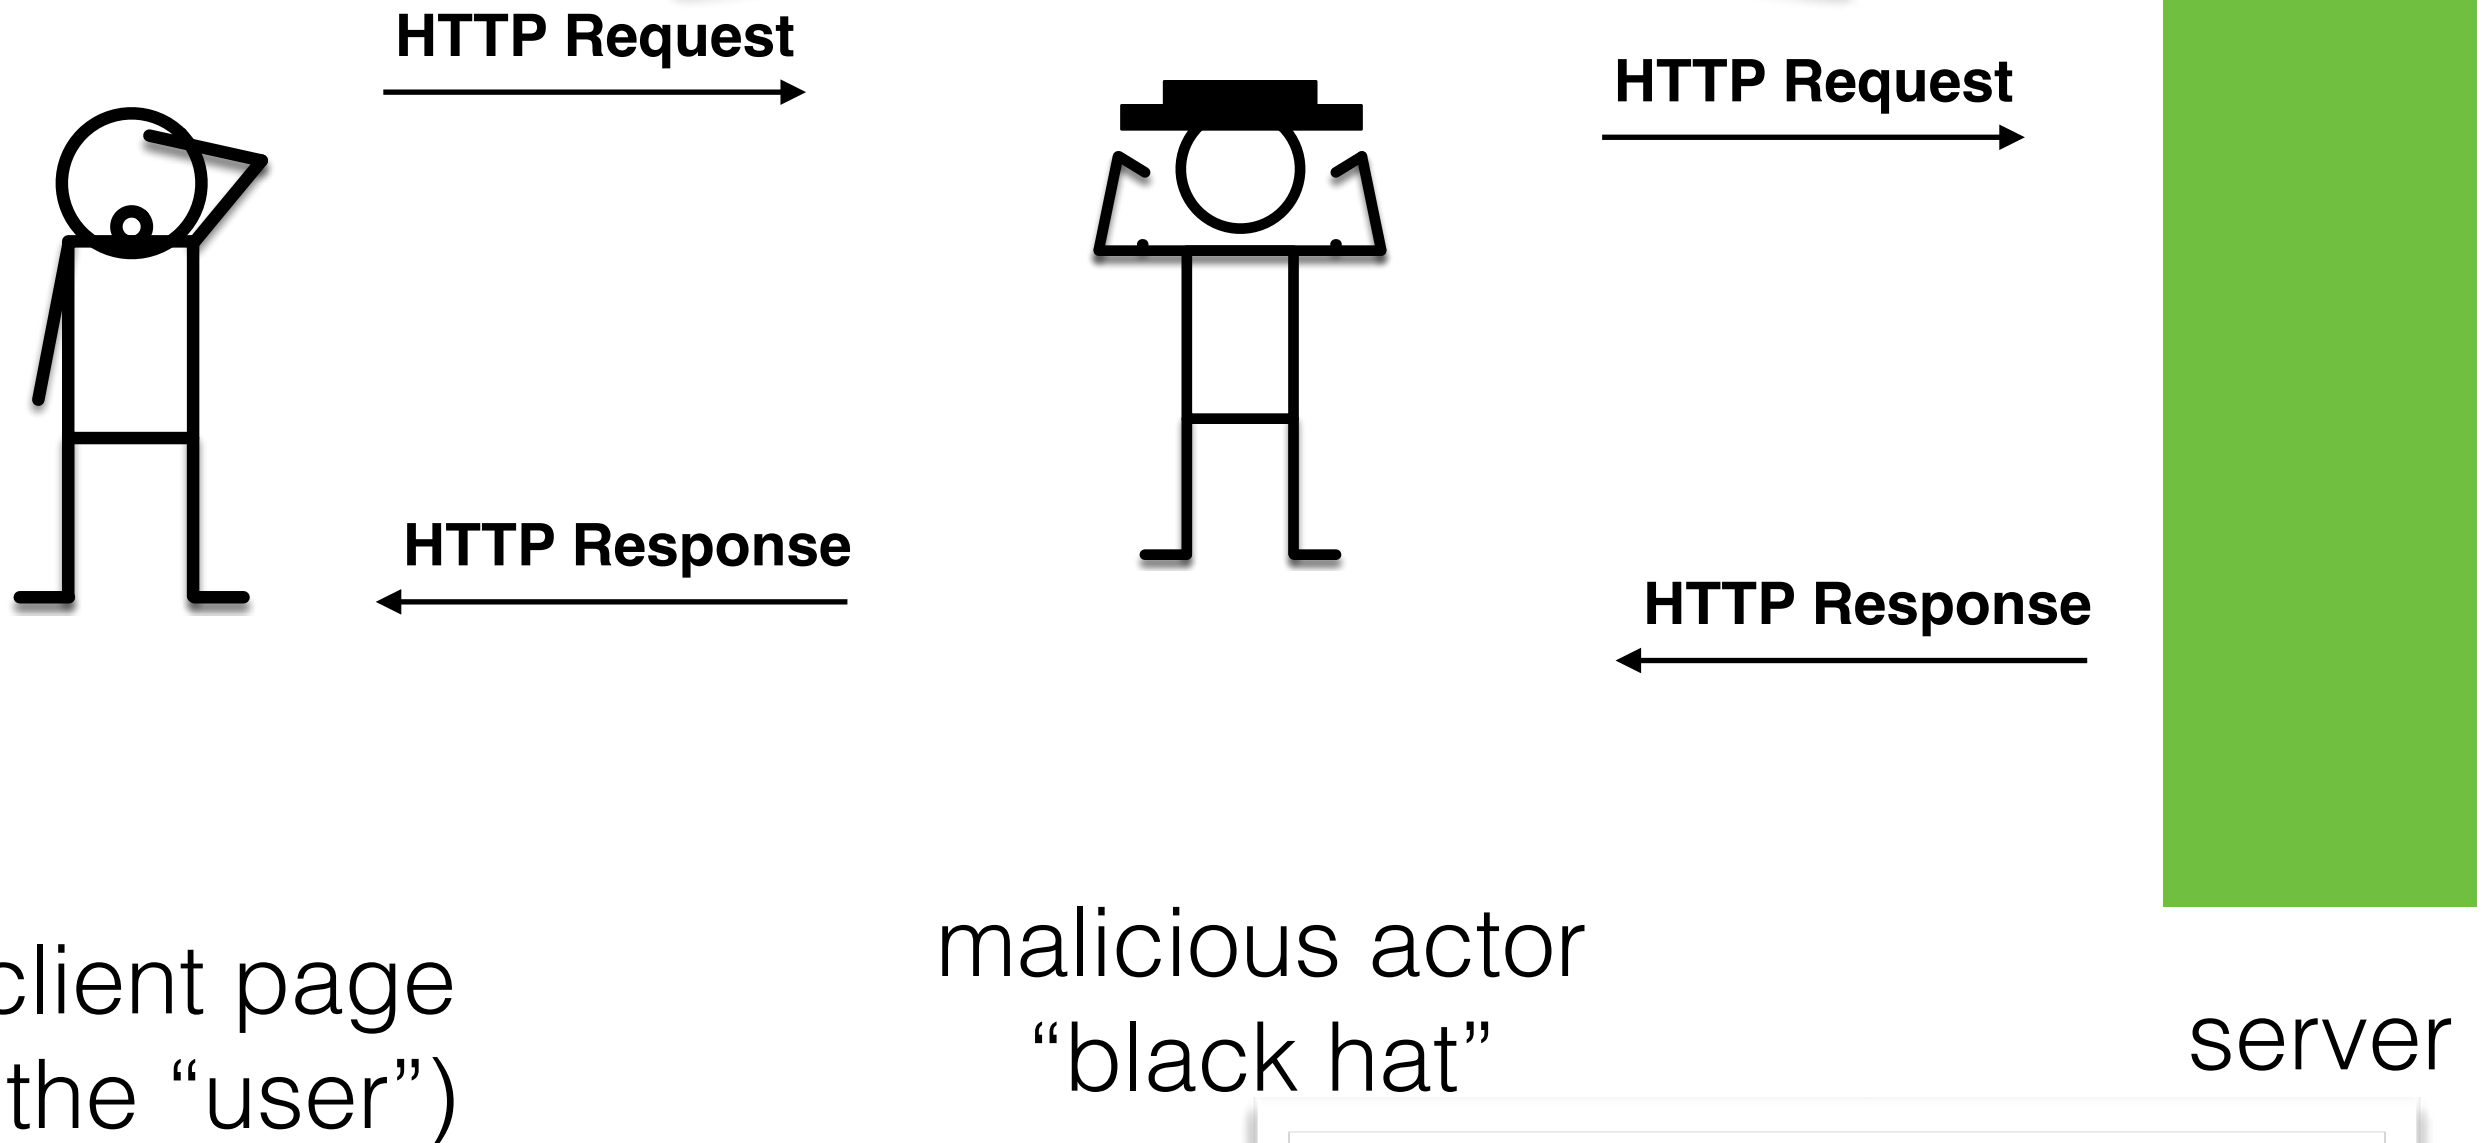 HTTP Request
HTTP Request
HTTP Response
HTTP Response
client page
the “user”)
malicious actor
“black hat”
server